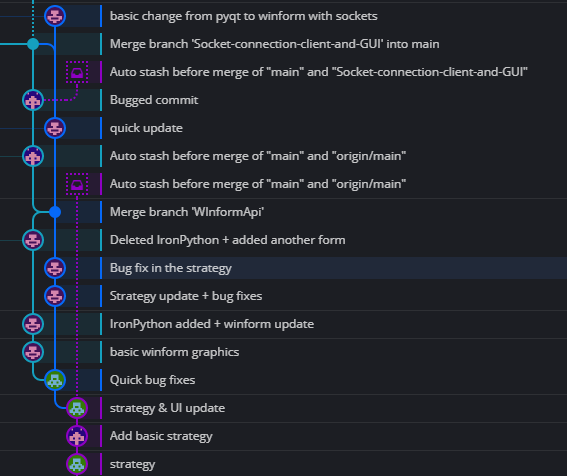 basic change from pyqt to winform with sockets
Merge branch 'Socket-connection-client-and-GUI' into main
Auto stash before merge of "main" and "Socket-connection-client-and-GUI"
Bugged commit
quick update
Auto stash before merge of "main" and "origin/main"
Auto stash before merge of "main" and "origin/main"
Merge branch 'WInformApi'
Deleted IronPython + added another form
Bug fix in the strategy
Strategy update + bug fixes
IronPython added + winform update
basic winform graphics
Quick bug fixes
strategy & UI update
Add basic strategy
strategy